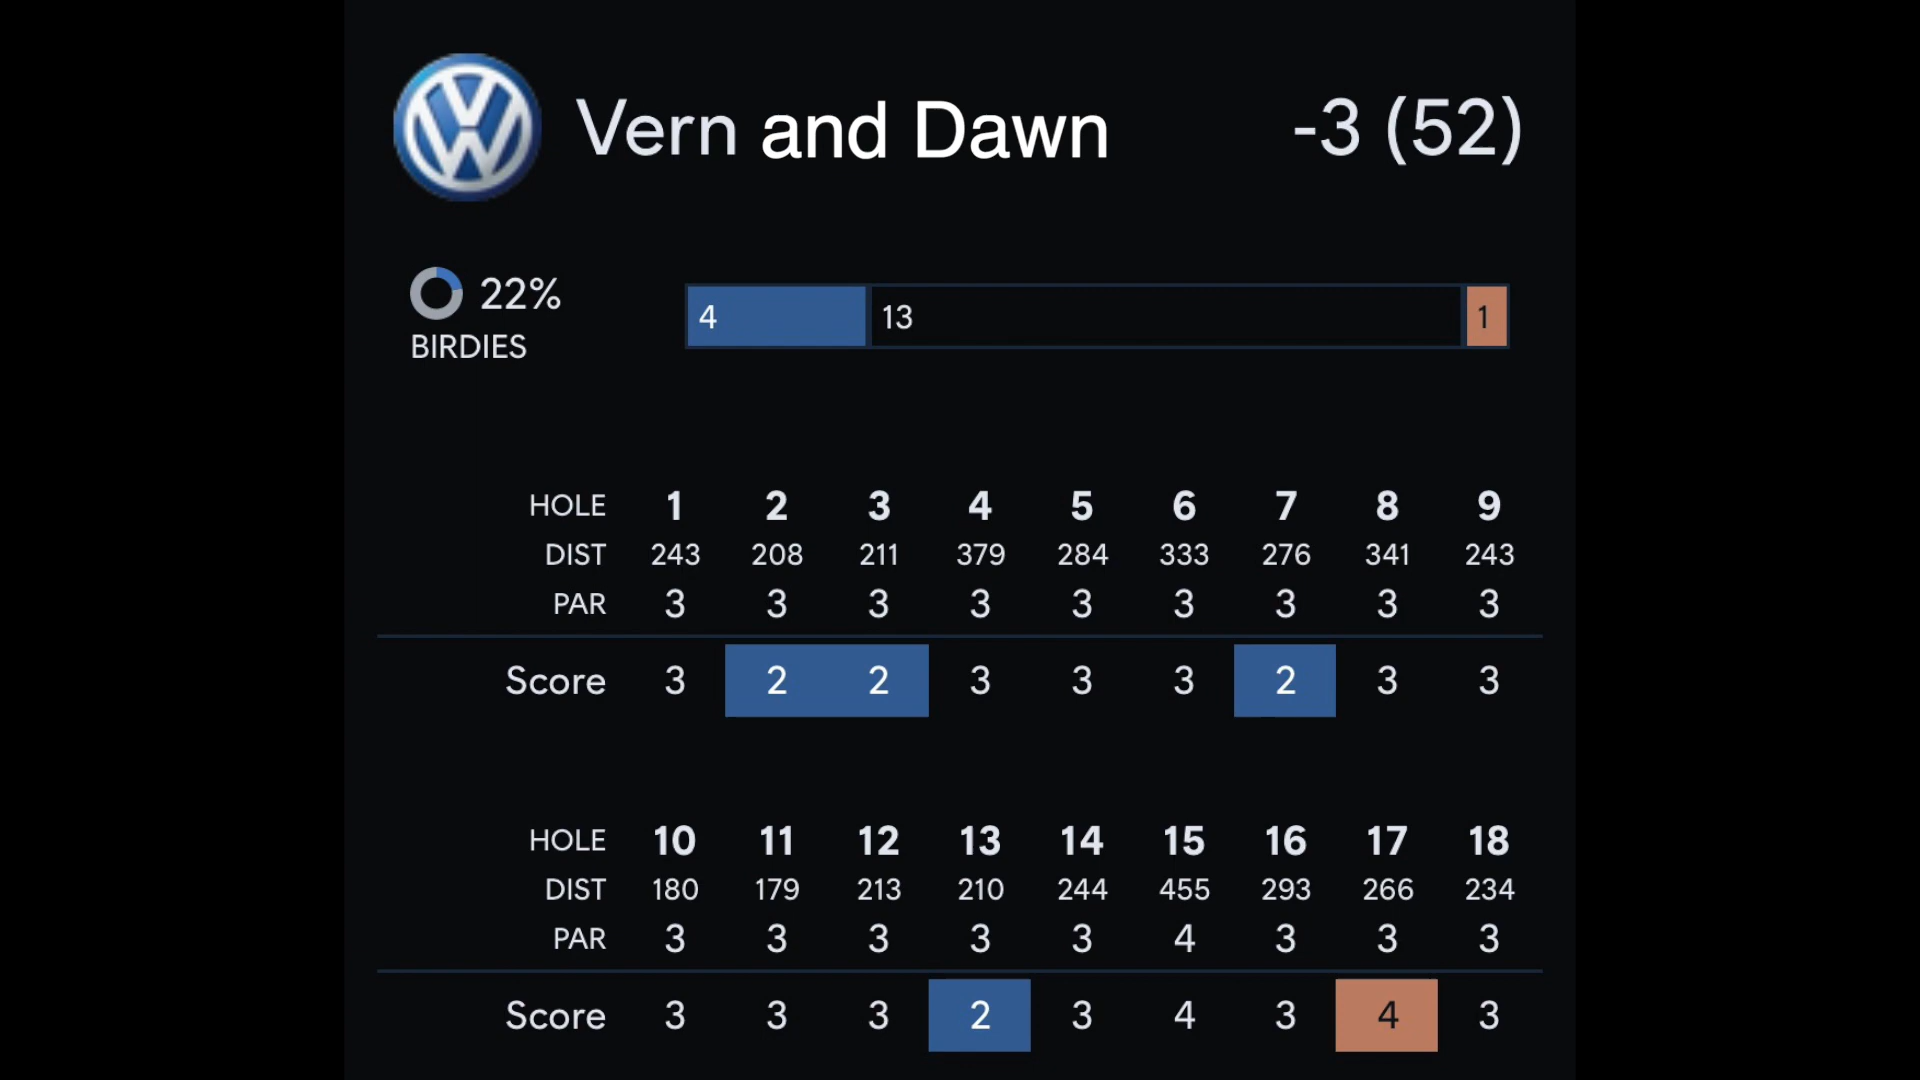 Vern and Dawn -3 (52)
22%
BIRDIES
4 13 1
HOLE 1 2 3 4 5 6 7 8 9
DIST 243 208 211 379 284 333 276 341 243
PAR 3 3 3 3 3 3 3 3 3
Score 3 2 2 3 3 3 2 3 3
HOLE 10 11 12 13 14 15 16 17 18
DIST 180 179 213 210 244 455 293 266 234
PAR 3 3 3 3 3 4 3 3 3
Score 3 3 3 2 3 4 3 4 3